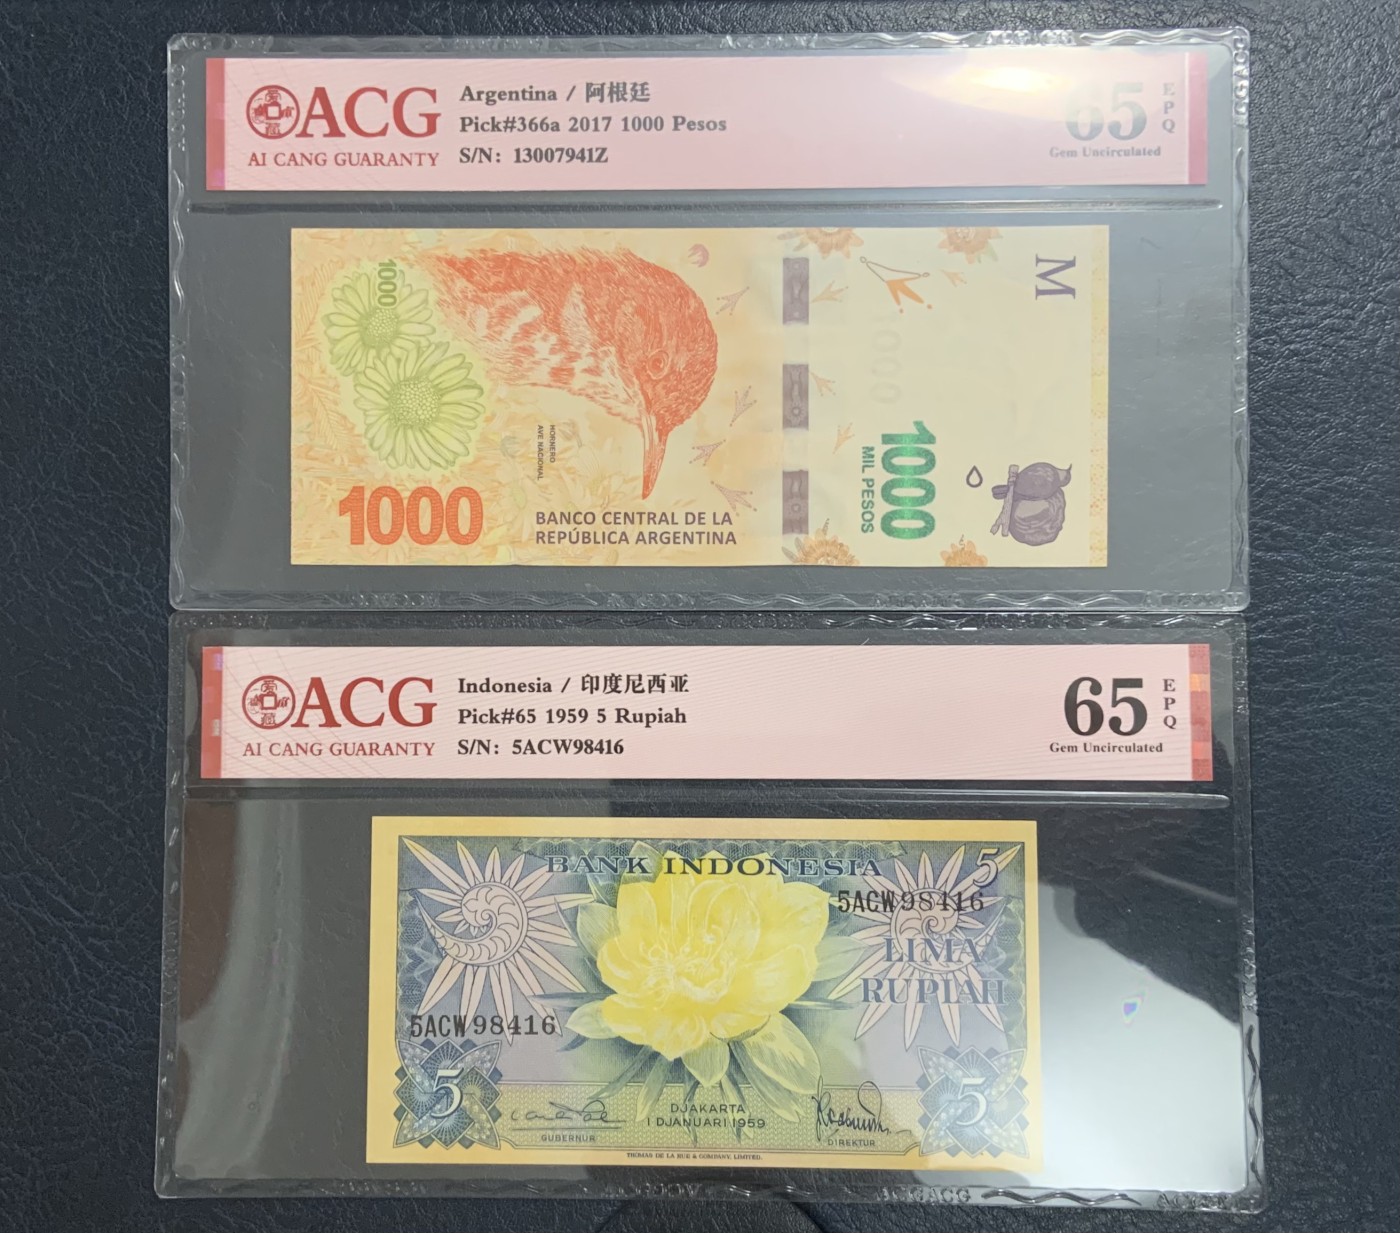 ACG
AI CANG GUARANTY
Argentina / 阿根廷
Pick#366a 2017 1000 Pesos
S/N: 13007941Z
65
EPQ
Gem Uncirculated
1000
M
HORNERO
AVE NACIONAL
1000
MIL PESOS
1000
BANCO CENTRAL DE LA
REPÚBLICA ARGENTINA
ACG
AI CANG GUARANTY
Indonesia / 印度尼西亚
Pick#65 1959 5 Rupiah
S/N: 5ACW98416
65
EPQ
Gem Uncirculated
BANK INDONESIA
5
5ACW98416
LIMA
RUPIAH
5ACW98416
5
DJAKARTA
1 DJANUARI 1959
GUBERNUR
DIREKTUR
5
THOMAS DE LA RUE & COMPANY, LIMITED.